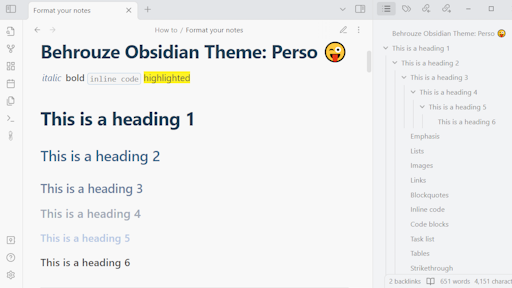 Format your notes
How to / Format your notes
Behrouze Obsidian Theme: Perso 😜
italic bold inline code highlighted
This is a heading 1
This is a heading 2
This is a heading 3
This is a heading 4
This is a heading 5
This is a heading 6
Behrouze Obsidian Theme: Perso 😜
This is a heading 1
This is a heading 2
This is a heading 3
This is a heading 4
This is a heading 5
This is a heading 6
Emphasis
Lists
Images
Links
Blockquotes
Inline code
Code blocks
Task list
Tables
Strikethrough
2 backlinks 651 words 4,151 charact